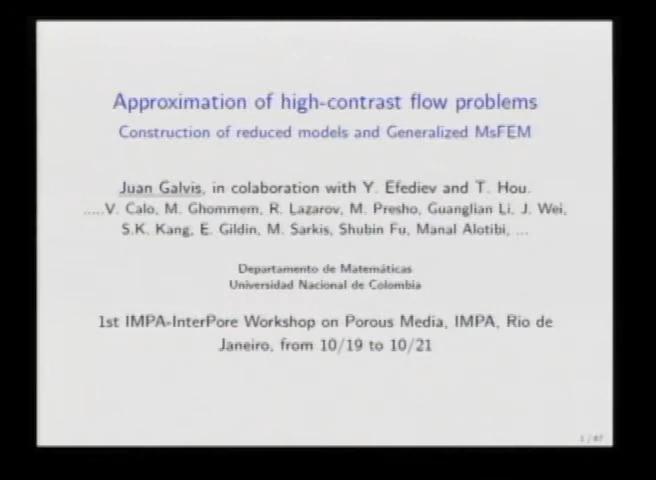 Approximation of high-contrast flow problems
Construction of reduced models and Generalized MsFEM
Juan Galvis, in colaboration with Y. Efediev and T. Hou.
.....V. Calo, M. Ghommem, R. Lazarov, M. Presho, Guanglian Li, J. Wei,
S.K. Kang, E. Gildin, M. Sarkis, Shubin Fu, Manal Alotibi, ...
Departamento de Matemáticas
Universidad Nacional de Colombia
1st IMPA-InterPore Workshop on Porous Media, IMPA, Rio de
Janeiro, from 10/19 to 10/21